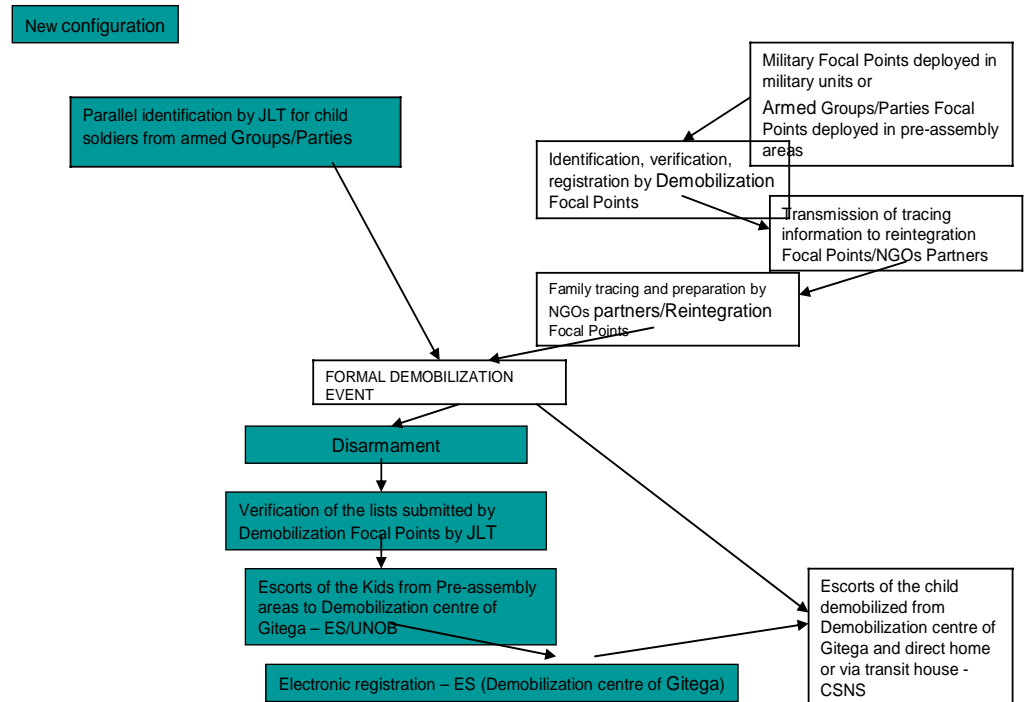 New configuration
Military Focal Points deployed in
military units or
Armed Groups/Parties Focal
Points deployed in pre-assembly
areas
Parallel identification by JLT for child
soldiers from armed Groups/Parties
Identification, verification,
registration by Demobilization
Focal Points
Transmission of tracing
information to reintegration
Focal Points/NGOs Partners
Family tracing and preparation by
NGOs partners/Reintegration
Focal Points
FORMAL DEMOBILIZATION
EVENT
Disarmament
Verification of the lists submitted by
Demobilization Focal Points by JLT
Escorts of the Kids from Pre-assembly
areas to Demobilization centre of
Gitega – ES/UNOB
Escorts of the child
demobilized from
Demobilization centre of
Gitega and direct home
or via transit house -
CSNS
Electronic registration – ES (Demobilization centre of Gitega)